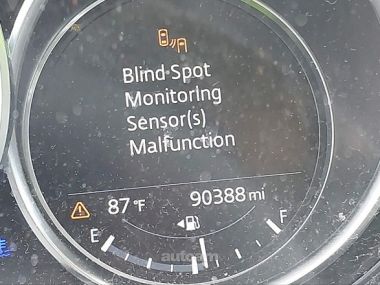 Blind Spot
Monitoring
Sensor(s)
Malfunction
87°F 90388 mi
E F